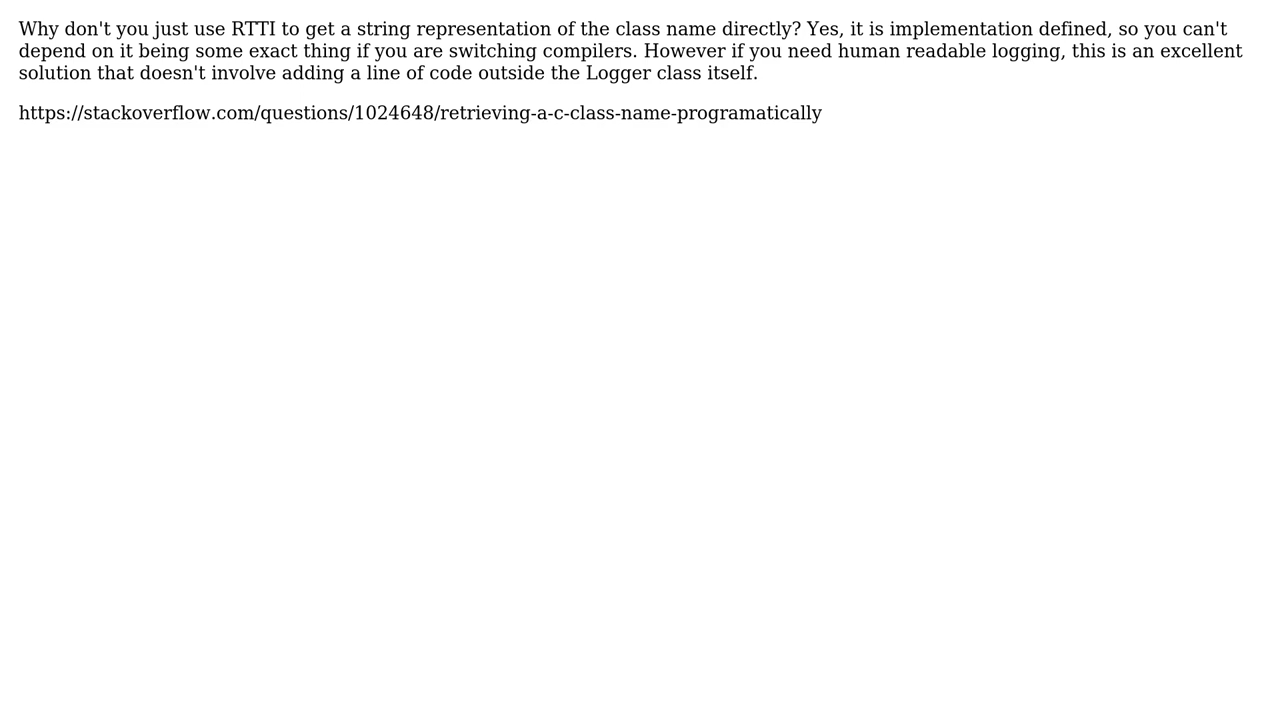 Why don't you just use RTTI to get a string representation of the class name directly? Yes, it is implementation defined, so you can't
depend on it being some exact thing if you are switching compilers. However if you need human readable logging, this is an excellent
solution that doesn't involve adding a line of code outside the Logger class itself.
https://stackoverflow.com/questions/1024648/retrieving-a-c-class-name-programatically